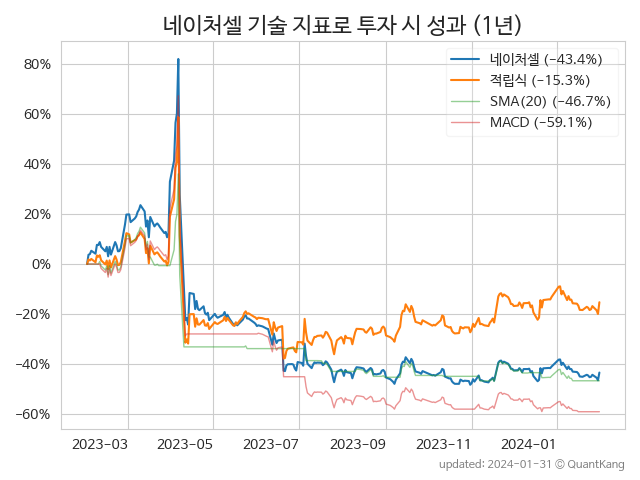 네이처셀 기술 지표로 투자 시 성과 (1년)
네이처셀 (−43.4%)
적립식 (−15.3%)
SMA(20) (−46.7%)
MACD (−59.1%)
80%
60%
40%
20%
0%
−20%
−40%
−60%
2023-03 2023-05 2023-07 2023-09 2023-11 2024-01
updated: 2024-01-31 © QuantKang